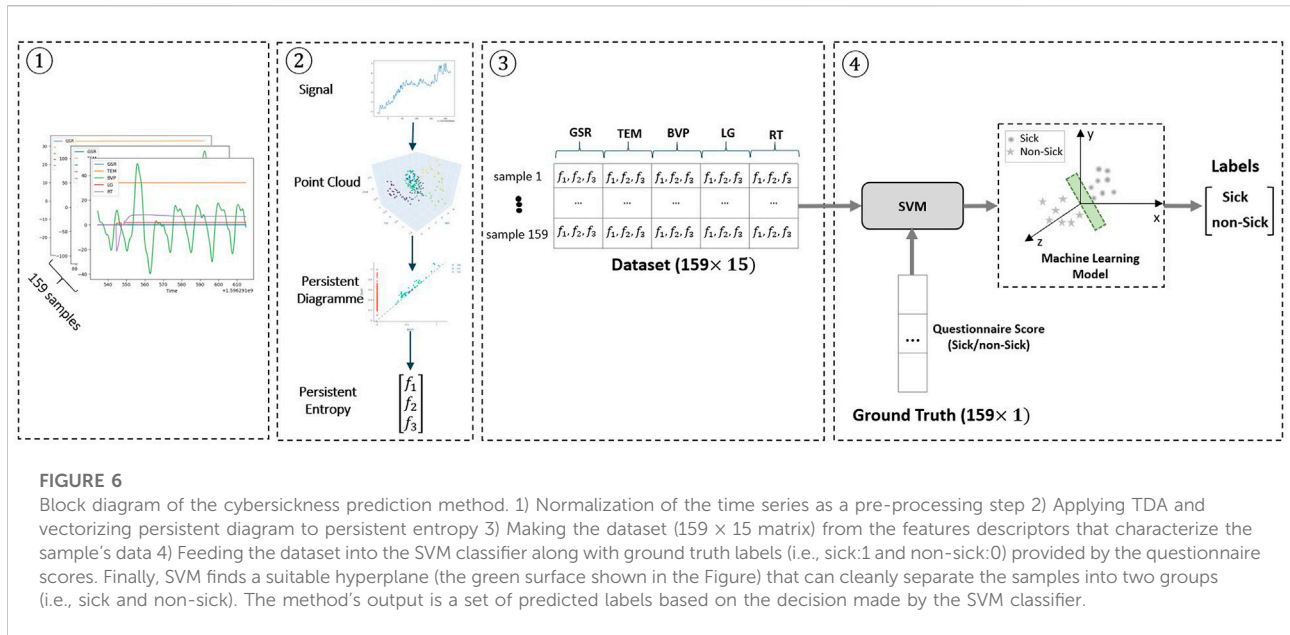 ①
GSR
TEM
BVP
LG
RT
Time
+1.596291e9
540 550 560 570 580 590 600 610
159 samples
②
Signal
Point Cloud
Persistent
Diagramme
Persistent
Entropy
f₁
f₂
f₃
③
GSR TEM BVP LG RT
sample 1 f₁, f₂, f₃ f₁, f₂, f₃ f₁, f₂, f₃ f₁, f₂, f₃ f₁, f₂, f₃
... ... ... ... ...
sample 159 f₁, f₂, f₃ f₁, f₂, f₃ f₁, f₂, f₃ f₁, f₂, f₃ f₁, f₂, f₃
Dataset (159× 15)
④
SVM
Sick
Non-Sick
y
x
z
Machine Learning
Model
Labels
Sick
non-Sick
...
Questionnaire Score
(Sick/non-Sick)
Ground Truth (159× 1)
FIGURE 6
Block diagram of the cybersickness prediction method. 1) Normalization of the time series as a pre-processing step 2) Applying TDA and
vectorizing persistent diagram to persistent entropy 3) Making the dataset (159 × 15 matrix) from the features descriptors that characterize the
sample's data 4) Feeding the dataset into the SVM classifier along with ground truth labels (i.e., sick:1 and non-sick:0) provided by the questionnaire
scores. Finally, SVM finds a suitable hyperplane (the green surface shown in the Figure) that can cleanly separate the samples into two groups
(i.e., sick and non-sick). The method's output is a set of predicted labels based on the decision made by the SVM classifier.